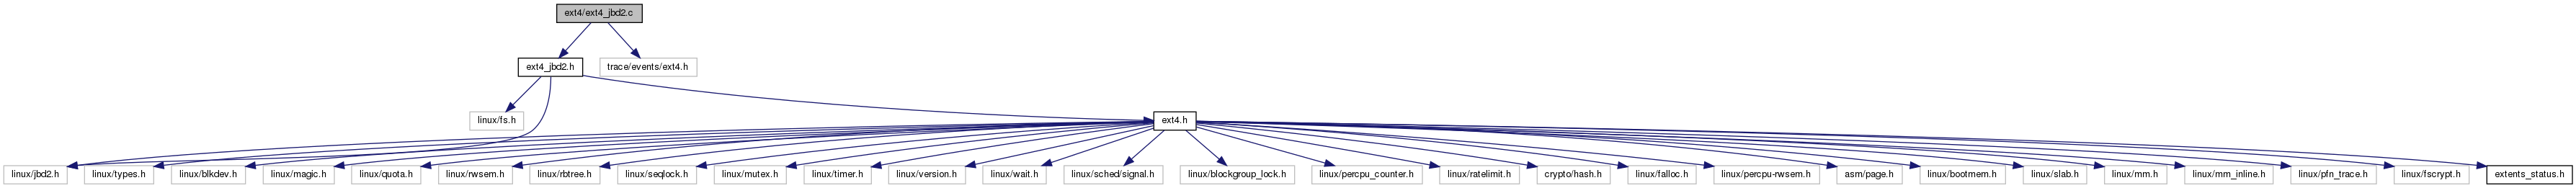 ext4/ext4_jbd2.c
ext4_jbd2.h
trace/events/ext4.h
linux/fs.h
ext4.h
linux/jbd2.h
linux/types.h
linux/blkdev.h
linux/magic.h
linux/quota.h
linux/rwsem.h
linux/rbtree.h
linux/seqlock.h
linux/mutex.h
linux/timer.h
linux/version.h
linux/wait.h
linux/sched/signal.h
linux/blockgroup_lock.h
linux/percpu_counter.h
linux/ratelimit.h
crypto/hash.h
linux/falloc.h
linux/percpu-rwsem.h
asm/page.h
linux/bootmem.h
linux/slab.h
linux/mm.h
linux/mm_inline.h
linux/pfn_trace.h
linux/fscrypt.h
extents_status.h